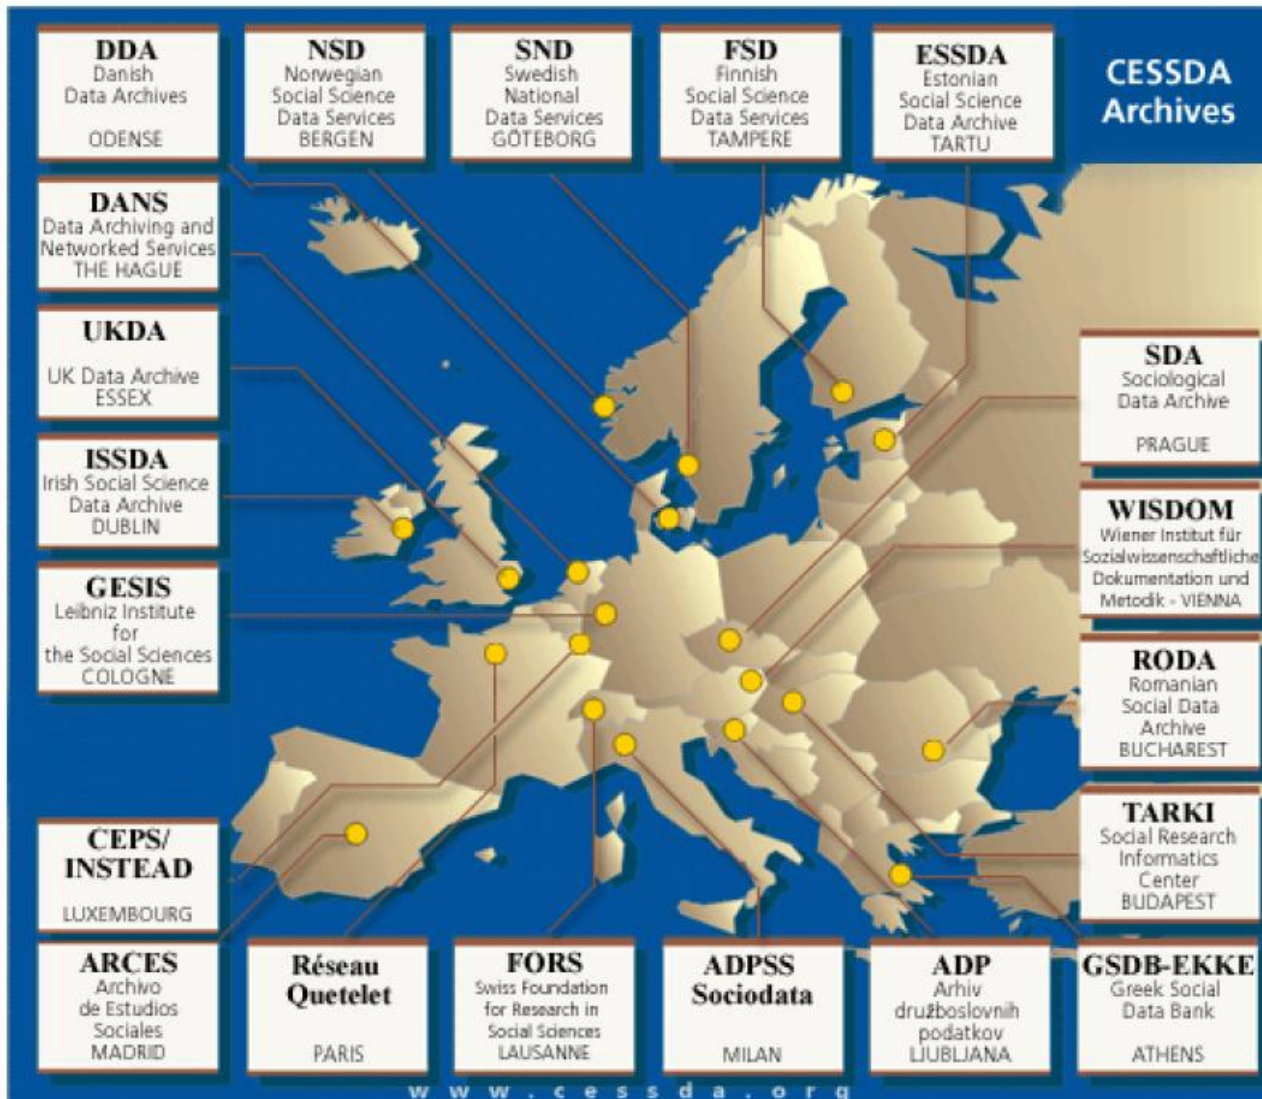 DDA
Danish
Data Archives
ODENSE
NSD
Norwegian
Social Science
Data Services
BERGEN
SND
Swedish
National
Data Services
GÖTEBORG
FSD
Finnish
Social Science
Data Services
TAMPERE
ESSDA
Estonian
Social Science
Data Archive
TARTU
CESSDA
Archives
DANS
Data Archiving and
Networked Services
THE HAGUE
UKDA
UK Data Archive
ESSEX
ISSDA
Irish Social Science
Data Archive
DUBLIN
GESIS
Leibniz Institute
for
the Social Sciences
COLOGNE
SDA
Sociological
Data Archive
PRAGUE
WISDOM
Wiener Institut für
Sozialwissenschaftliche
Dokumentation und
Metodik - VIENNA
RODA
Romanian
Social Data
Archive
BUCHAREST
TARKI
Social Research
Informatics
Center
BUDAPEST
CEPS/
INSTEAD
LUXEMBOURG
ARCES
Archivo
de Estudios
Sociales
MADRID
Réseau
Quetelet
PARIS
FORS
Swiss Foundation
for Research in
Social Sciences
LAUSANNE
ADPSS
Sociodata
MILAN
ADP
Arhiv
družboslovnih
podatkov
LJUBLJANA
GSDB-EKKE
Greek Social
Data Bank
ATHENS
www.cessda.org